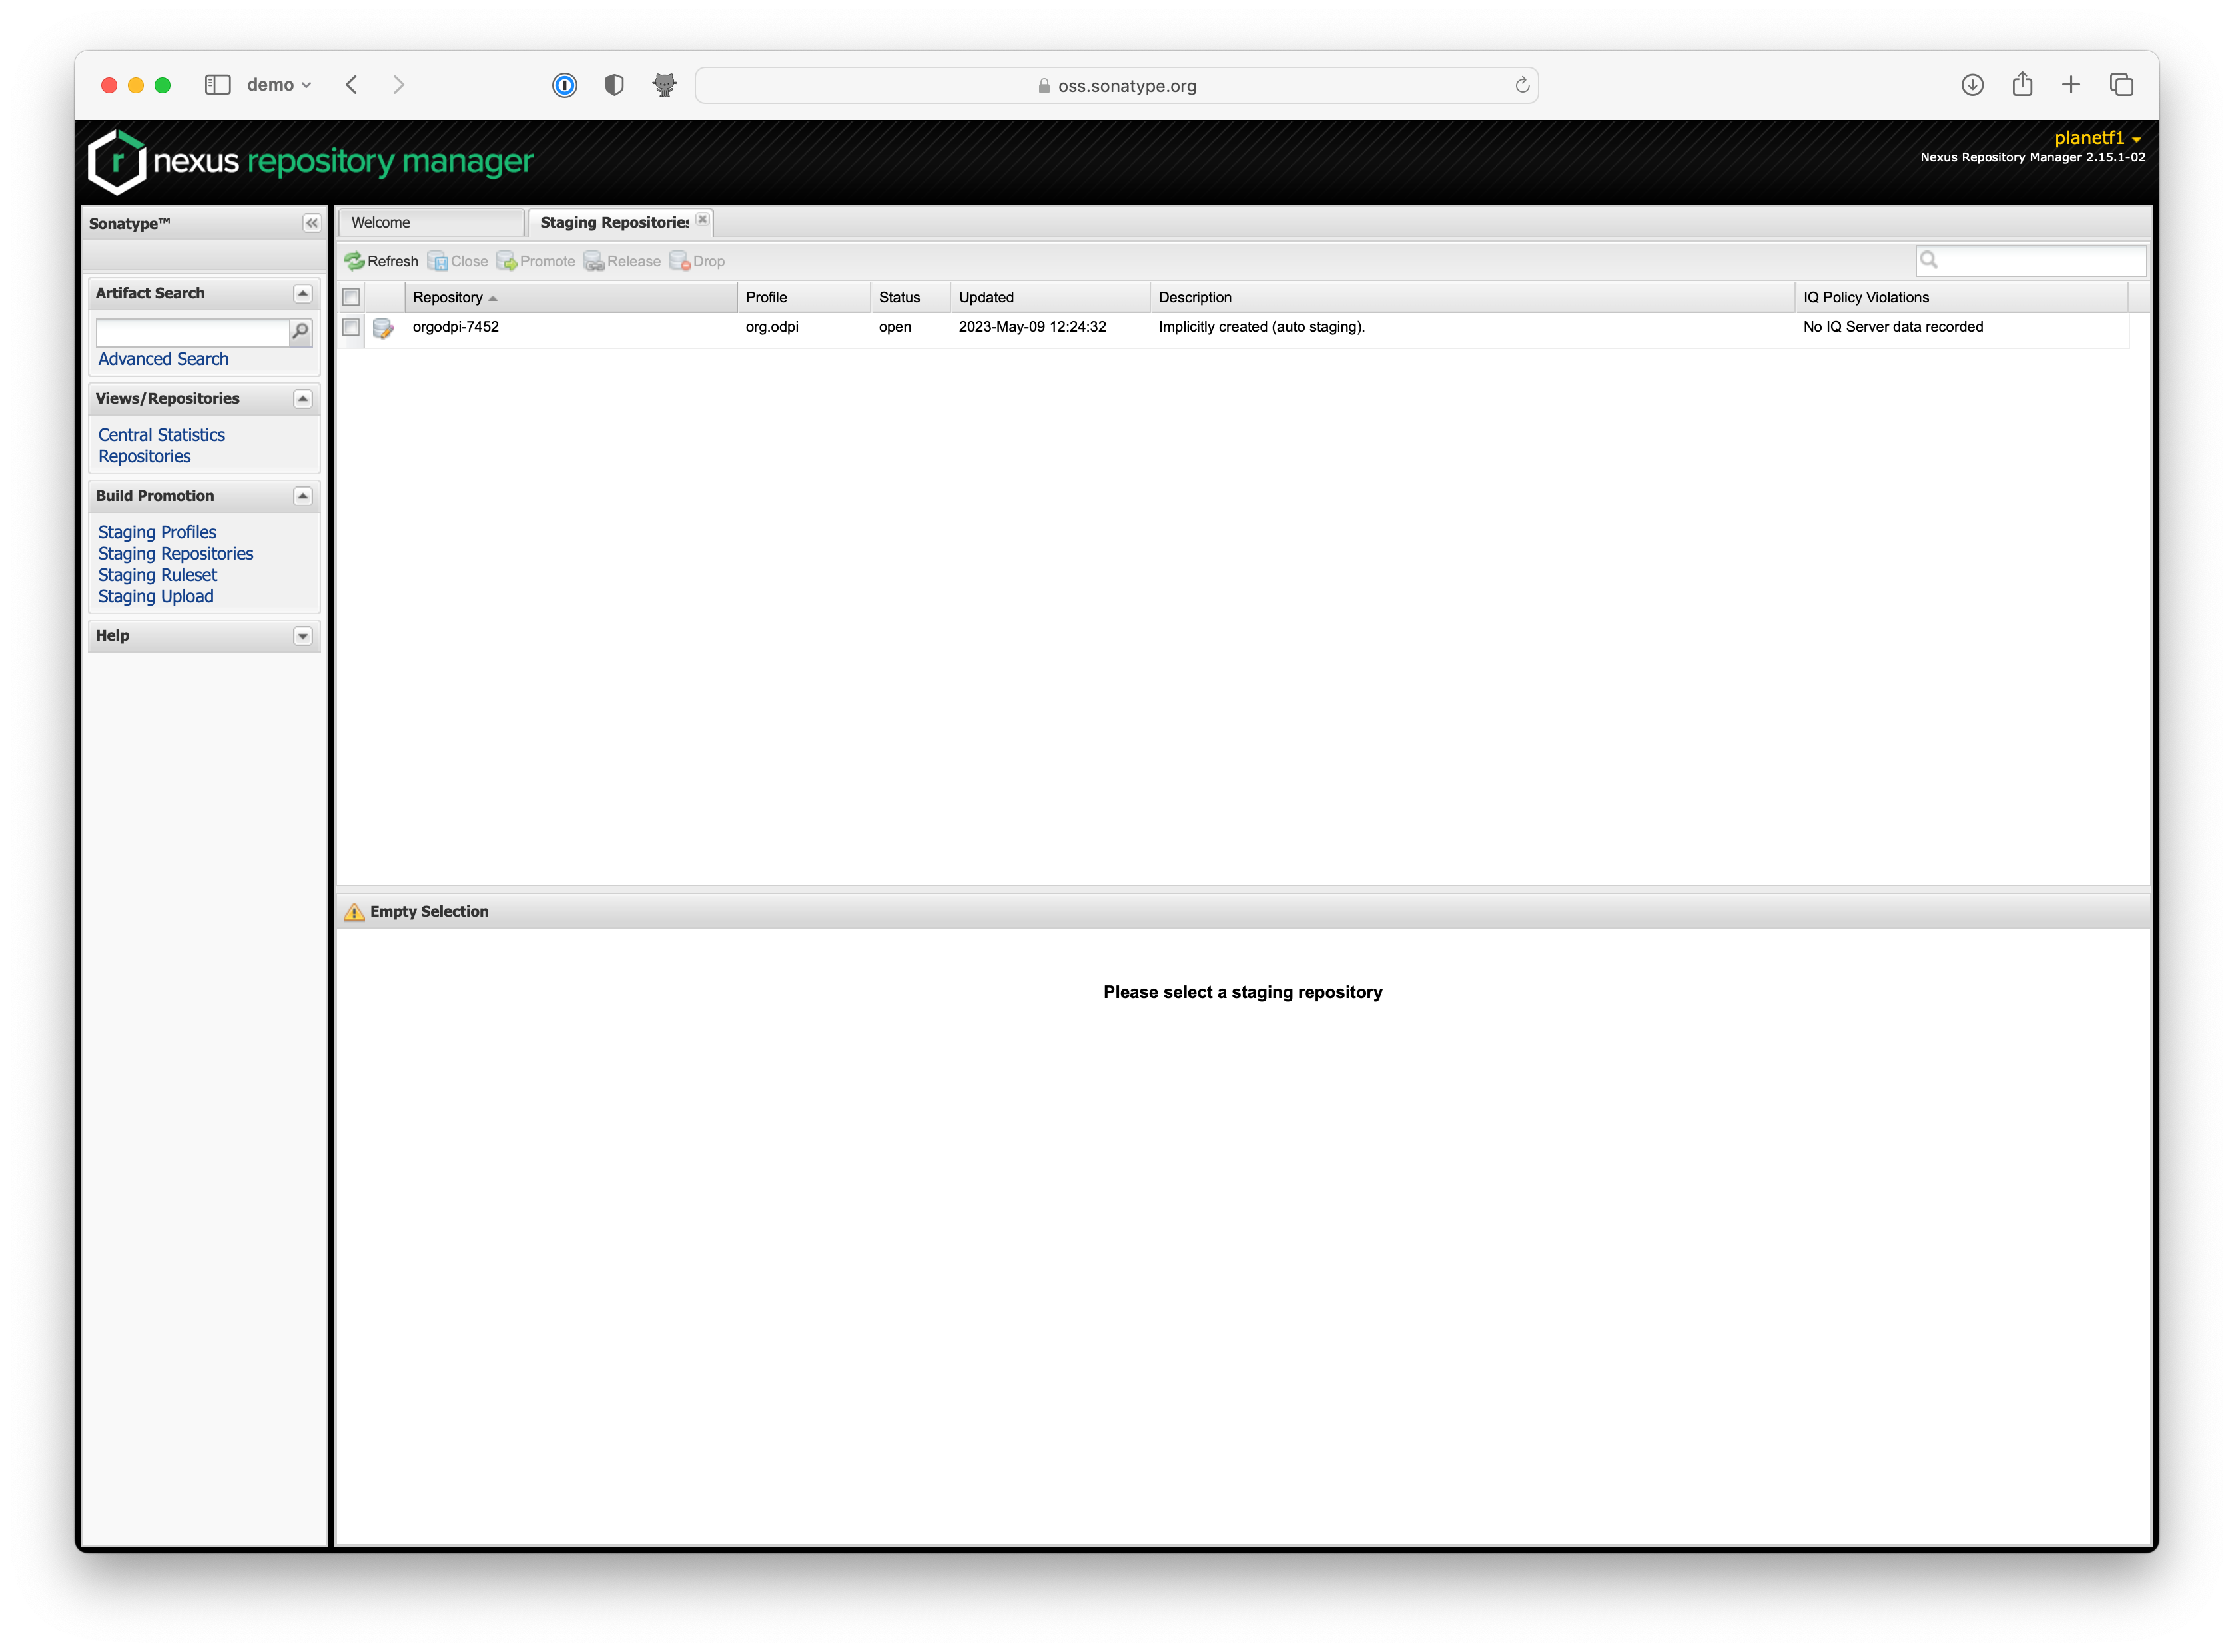 demo
oss.sonatype.org
nexus repository manager
planetf1
Nexus Repository Manager 2.15.1-02
Sonatype™
Welcome
Staging Repositories
Refresh Close Promote Release Drop
Artifact Search
Advanced Search
Views/Repositories
Central Statistics
Repositories
Build Promotion
Staging Profiles
Staging Repositories
Staging Ruleset
Staging Upload
Help
Repository Profile Status Updated Description IQ Policy Violations
orgodpi-7452 org.odpi open 2023-May-09 12:24:32 Implicitly created (auto staging). No IQ Server data recorded
Empty Selection
Please select a staging repository